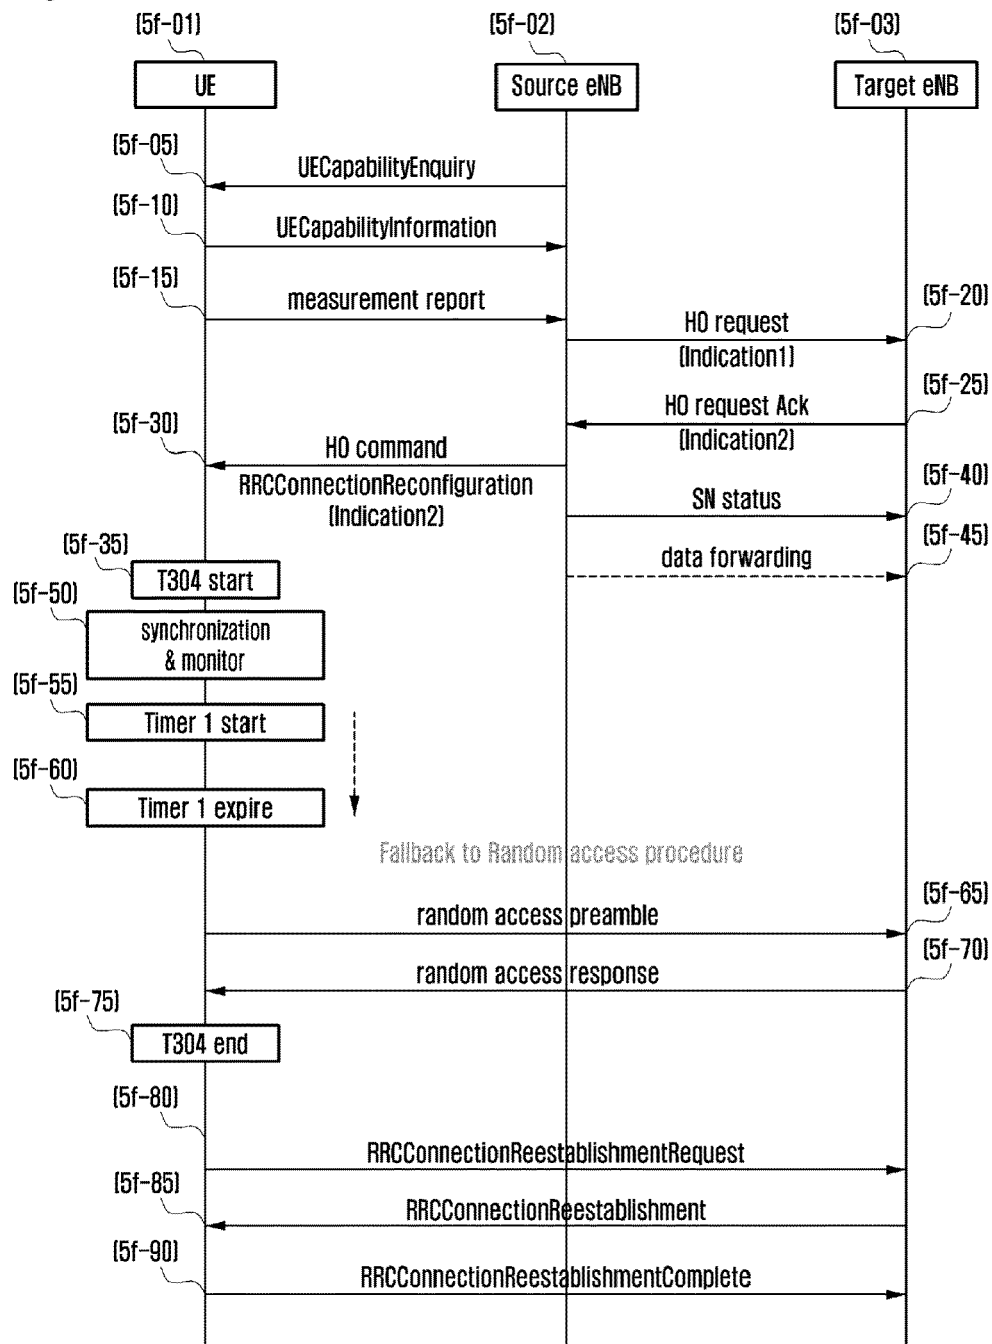 (5f-01)
(5f-02)
(5f-03)
UE
Source eNB
Target eNB
(5f-05)
UECapabilityEnquiry
(5f-10)
UECapabilityInformation
(5f-15)
measurement report
(5f-20)
HO request
(Indication1)
(5f-25)
HO request Ack
(Indication2)
(5f-30)
HO command
RRCConnectionReconfiguration
(Indication2)
(5f-40)
SN status
(5f-45)
data forwarding
(5f-35)
T304 start
(5f-50)
synchronization
& monitor
(5f-55)
Timer 1 start
(5f-60)
Timer 1 expire
Fallback to Random access procedure
(5f-65)
random access preamble
(5f-70)
random access response
(5f-75)
T304 end
(5f-80)
RRCConnectionReestablishmentRequest
(5f-85)
RRCConnectionReestablishment
(5f-90)
RRCConnectionReestablishmentComplete